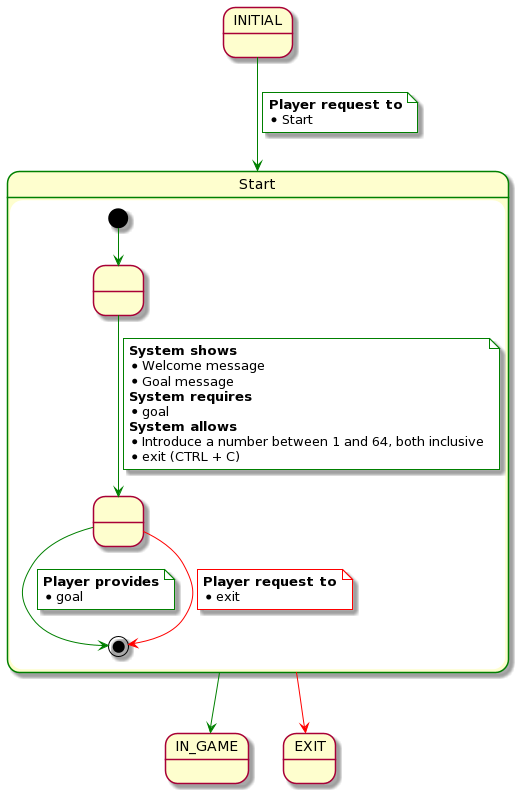 INITIAL
Player request to
• Start
Start
System shows
• Welcome message
• Goal message
System requires
• goal
System allows
• Introduce a number between 1 and 64, both inclusive
• exit (CTRL + C)
Player provides
• goal
Player request to
• exit
IN_GAME
EXIT